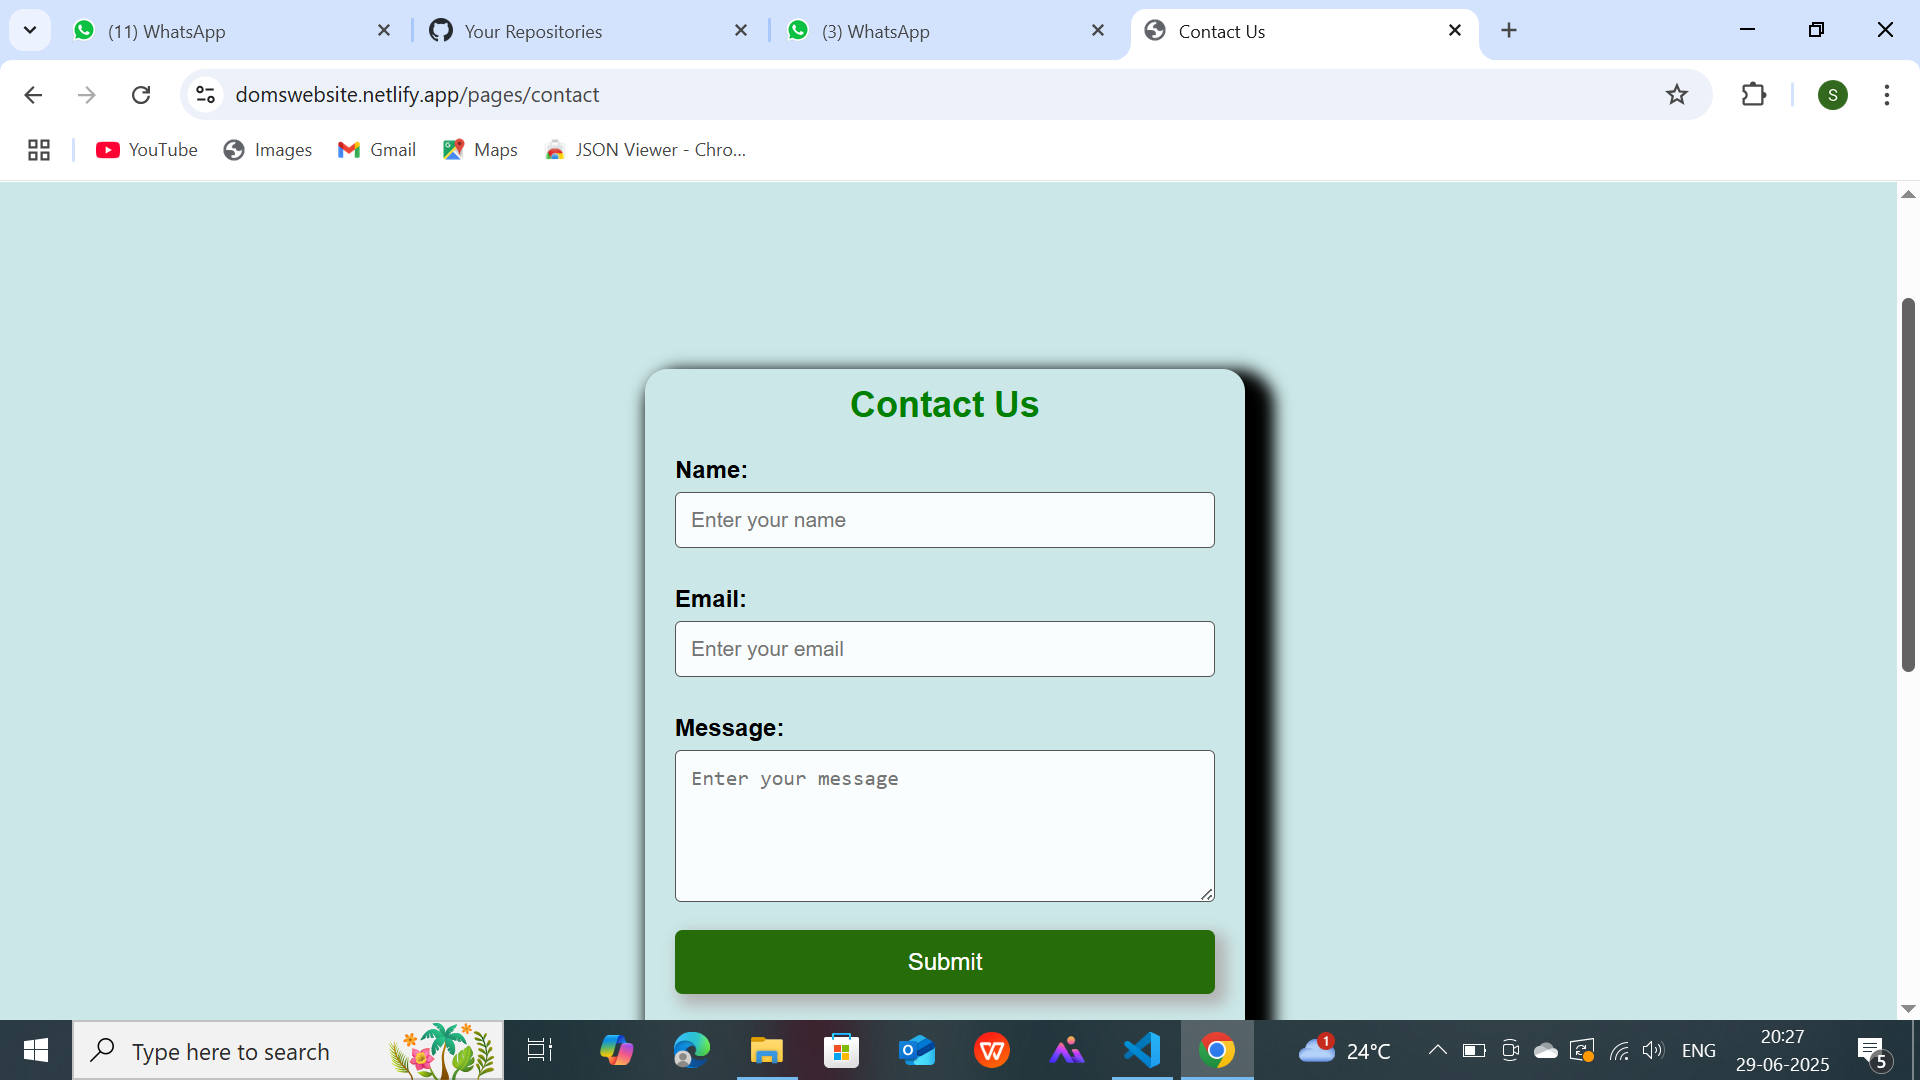 (11) WhatsApp
Your Repositories
(3) WhatsApp
Contact Us
domswebsite.netlify.app/pages/contact
S
YouTube
Images
Gmail
Maps
JSON Viewer - Chro...
Contact Us
Name:
Enter your name
Email:
Enter your email
Message:
Enter your message
Submit
Type here to search
1
24°C
ENG
20:27
29-06-2025
5